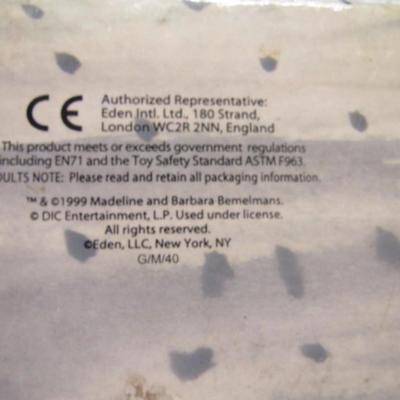 CE
Authorized Representative:
Eden Intl. Ltd., 180 Strand,
London WC2R 2NN, England
This product meets or exceeds government regulations
including EN71 and the Toy Safety Standard ASTM F963.
DULTS NOTE: Please read and retain all packaging information.
™ & ©1999 Madeline and Barbara Bemelmans.
© DIC Entertainment, L.P. Used under license.
All rights reserved.
©Eden, LLC, New York, NY
G/M/40